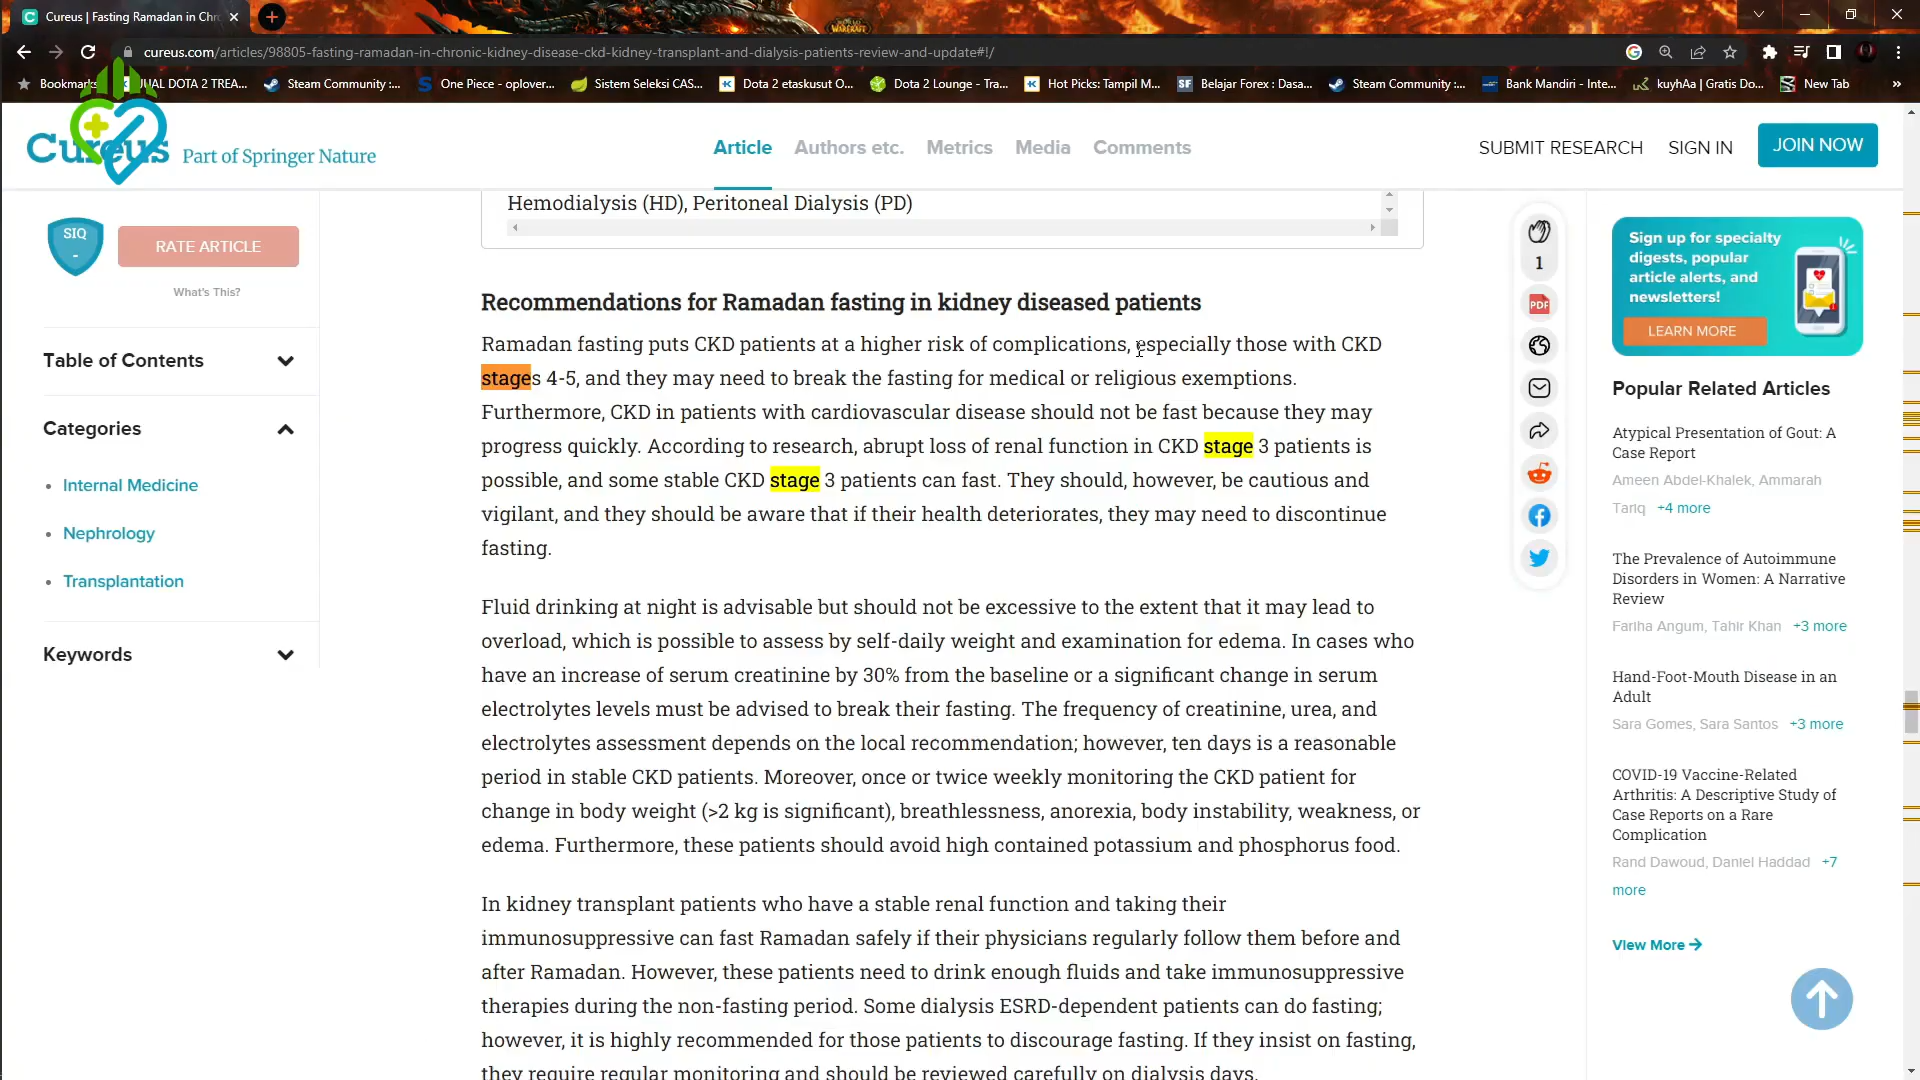 Cureus | Fasting Ramadan in Chr
cureus.com/articles/98805-fasting-ramadan-in-chronic-kidney-disease-ckd-kidney-transplant-and-dialysis-patients-review-and-update#!/
Bookmarks
JUAL DOTA 2 TREA...
Steam Community :...
One Piece - oplover...
Sistem Seleksi CAS...
Dota 2 etaskusut O...
Dota 2 Lounge - Tra...
Hot Picks: Tampil M...
Belajar Forex : Dasa...
Steam Community :...
Bank Mandiri - Inte...
kuyhAa | Gratis Do...
New Tab
Cureus
Part of Springer Nature
Article
Authors etc.
Metrics
Media
Comments
SUBMIT RESEARCH
SIGN IN
JOIN NOW
SIQ
-
RATE ARTICLE
What's This?
Table of Contents
Categories
Internal Medicine
Nephrology
Transplantation
Keywords
Hemodialysis (HD), Peritoneal Dialysis (PD)
Recommendations for Ramadan fasting in kidney diseased patients
Ramadan fasting puts CKD patients at a higher risk of complications, especially those with CKD
stages 4-5, and they may need to break the fasting for medical or religious exemptions.
Furthermore, CKD in patients with cardiovascular disease should not be fast because they may
progress quickly. According to research, abrupt loss of renal function in CKD stage 3 patients is
possible, and some stable CKD stage 3 patients can fast. They should, however, be cautious and
vigilant, and they should be aware that if their health deteriorates, they may need to discontinue
fasting.
Fluid drinking at night is advisable but should not be excessive to the extent that it may lead to
overload, which is possible to assess by self-daily weight and examination for edema. In cases who
have an increase of serum creatinine by 30% from the baseline or a significant change in serum
electrolytes levels must be advised to break their fasting. The frequency of creatinine, urea, and
electrolytes assessment depends on the local recommendation; however, ten days is a reasonable
period in stable CKD patients. Moreover, once or twice weekly monitoring the CKD patient for
change in body weight (>2 kg is significant), breathlessness, anorexia, body instability, weakness, or
edema. Furthermore, these patients should avoid high contained potassium and phosphorus food.
In kidney transplant patients who have a stable renal function and taking their
immunosuppressive can fast Ramadan safely if their physicians regularly follow them before and
after Ramadan. However, these patients need to drink enough fluids and take immunosuppressive
therapies during the non-fasting period. Some dialysis ESRD-dependent patients can do fasting;
however, it is highly recommended for those patients to discourage fasting. If they insist on fasting,
they require regular monitoring and should be reviewed carefully on dialysis days.
1
PDF
Sign up for specialty
digests, popular
article alerts, and
newsletters!
LEARN MORE
Popular Related Articles
Atypical Presentation of Gout: A
Case Report
Ameen Abdel-Khalek, Ammarah
Tariq +4 more
The Prevalence of Autoimmune
Disorders in Women: A Narrative
Review
Fariha Angum, Tahir Khan +3 more
Hand-Foot-Mouth Disease in an
Adult
Sara Gomes, Sara Santos +3 more
COVID-19 Vaccine-Related
Arthritis: A Descriptive Study of
Case Reports on a Rare
Complication
Rand Dawoud, Daniel Haddad +7
more
View More